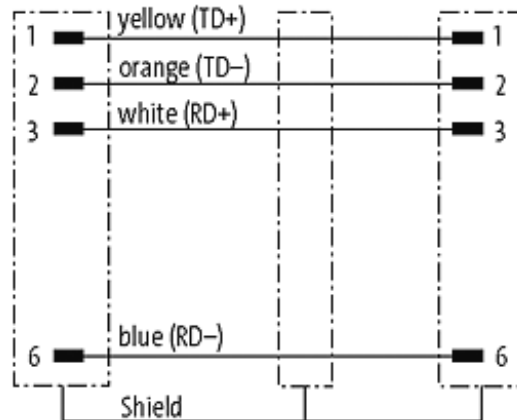 1 yellow (TD+) 1
2 orange (TD–) 2
3 white (RD+) 3
6 blue (RD–) 6
Shield